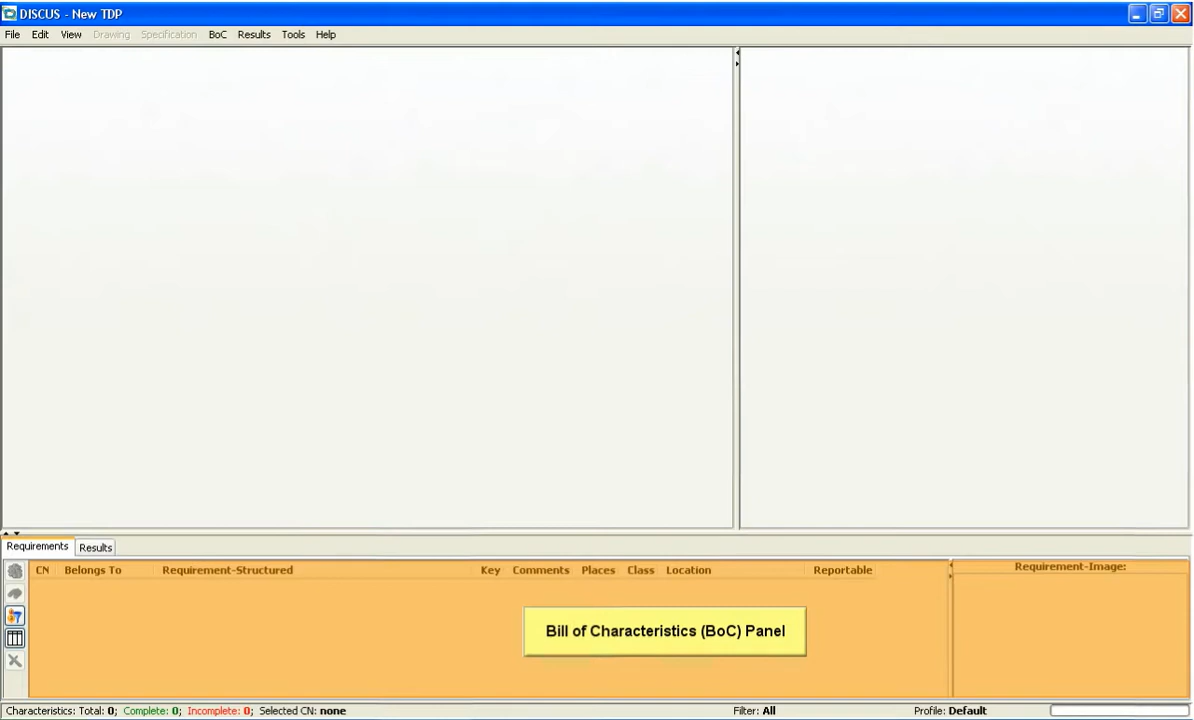 DISCUS - New TDP
File Edit View Drawing Specification BoC Results Tools Help
Requirements Results
CN Belongs To Requirement-Structured Key Comments Places Class Location Reportable Requirement-Image:
Bill of Characteristics (BoC) Panel
Characteristics: Total: 0; Complete: 0; Incomplete: 0; Selected CN: none Filter: All Profile: Default